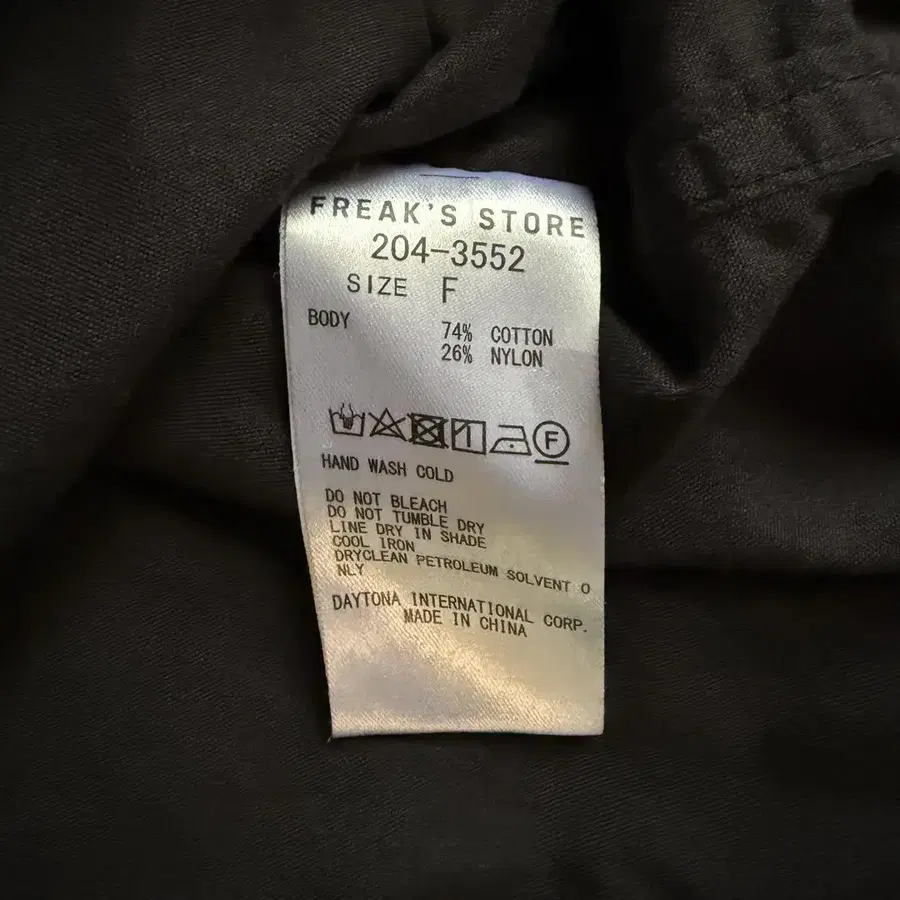 FREAK'S STORE
204-3552
SIZE F
BODY 74% COTTON
26% NYLON
F
HAND WASH COLD
DO NOT BLEACH
DO NOT TUMBLE DRY
LINE DRY IN SHADE
COOL IRON
DRYCLEAN PETROLEUM SOLVENT O
NLY
DAYTONA INTERNATIONAL CORP.
MADE IN CHINA